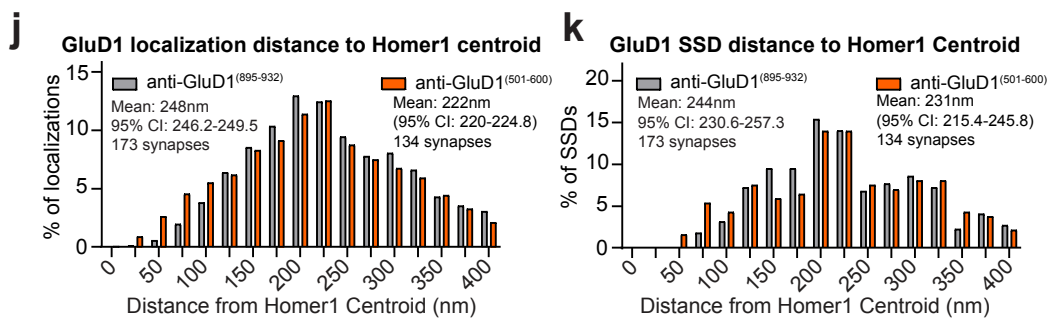 j
GluD1 localization distance to Homer1 centroid
% of localizations
15
10
5
0
anti-GluD1(895-932)
Mean: 248nm
95% CI: 246.2-249.5
173 synapses
anti-GluD1(501-600)
Mean: 222nm
(95% CI: 220-224.8)
134 synapses
0
50
100
150
200
250
300
350
400
Distance from Homer1 Centroid (nm)
k
GluD1 SSD distance to Homer1 Centroid
% of SSDs
20
15
10
5
0
anti-GluD1(895-932)
Mean: 244nm
95% CI: 230.6-257.3
173 synapses
anti-GluD1(501-600)
Mean: 231nm
(95% CI: 215.4-245.8)
134 synapses
0
50
100
150
200
250
300
350
400
Distance from Homer1 Centroid (nm)